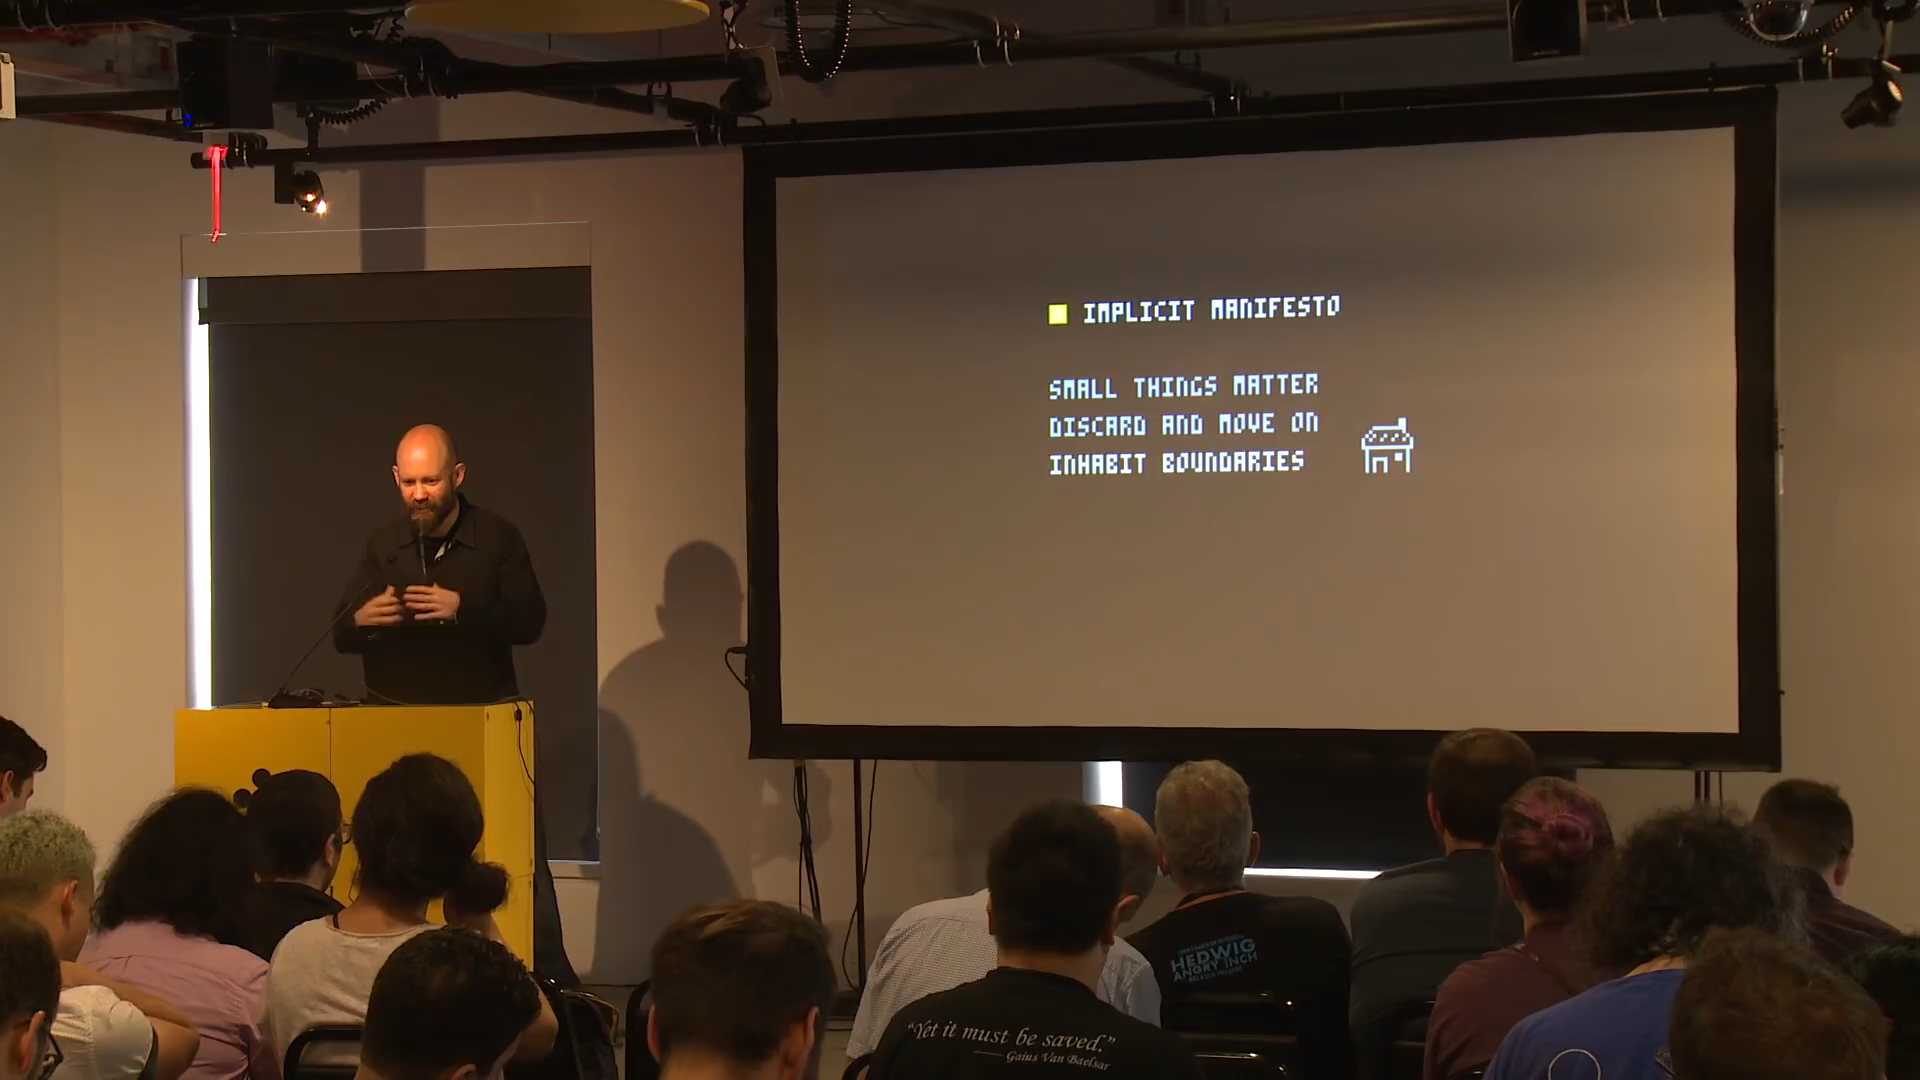 IMPLICIT MANIFESTO
SMALL THINGS MATTER
DISCARD AND MOVE ON
INHABIT BOUNDARIES
HEDWIG
ANGRY INCH
"Yet it must be saved."
Gaius Van Baelsar